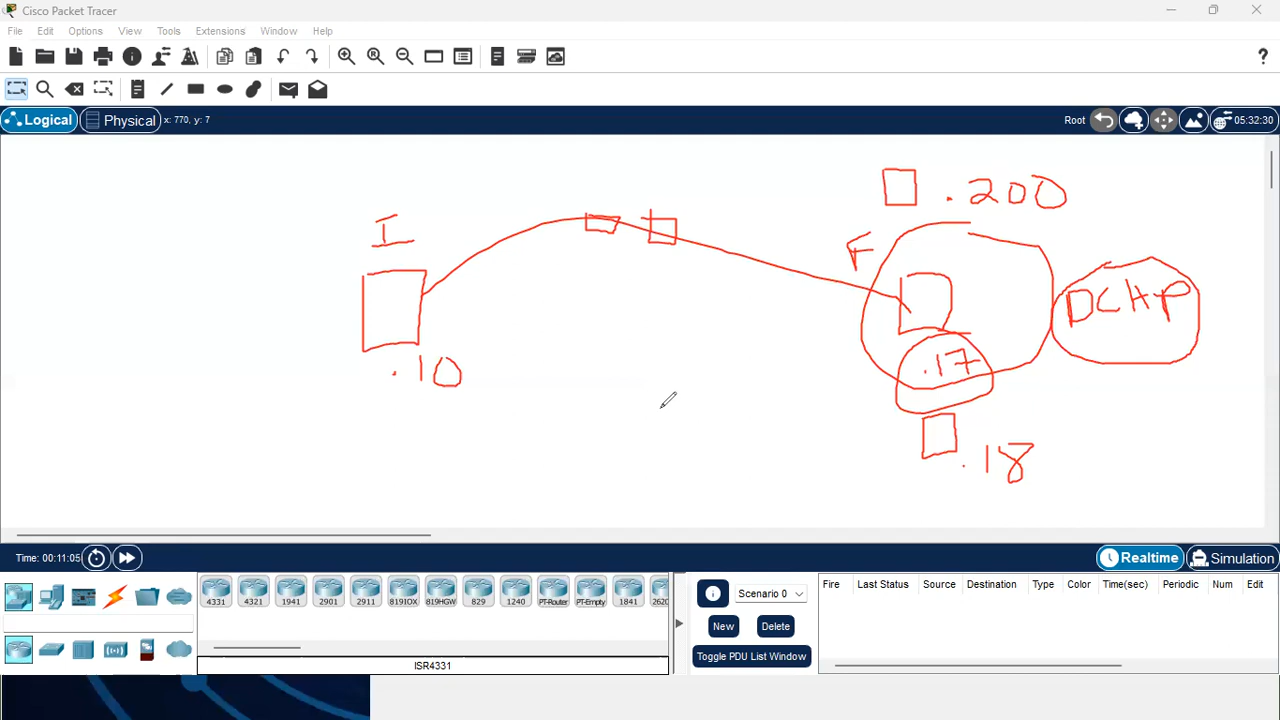 Cisco Packet Tracer
File Edit Options View Tools Extensions Window Help
?
Logical Physical x: 770, y: 7 Root 05:32:30
.200
I
F
DCHP
.17
.10
.18
Time: 00:11:05 Realtime Simulation
4331 4321 1941 2901 2911 819IOX 819HGW 829 1240 PT-Router PT-Empty 1841 2620
ISR4331
Scenario 0
New Delete
Toggle PDU List Window
Fire Last Status Source Destination Type Color Time(sec) Periodic Num Edit